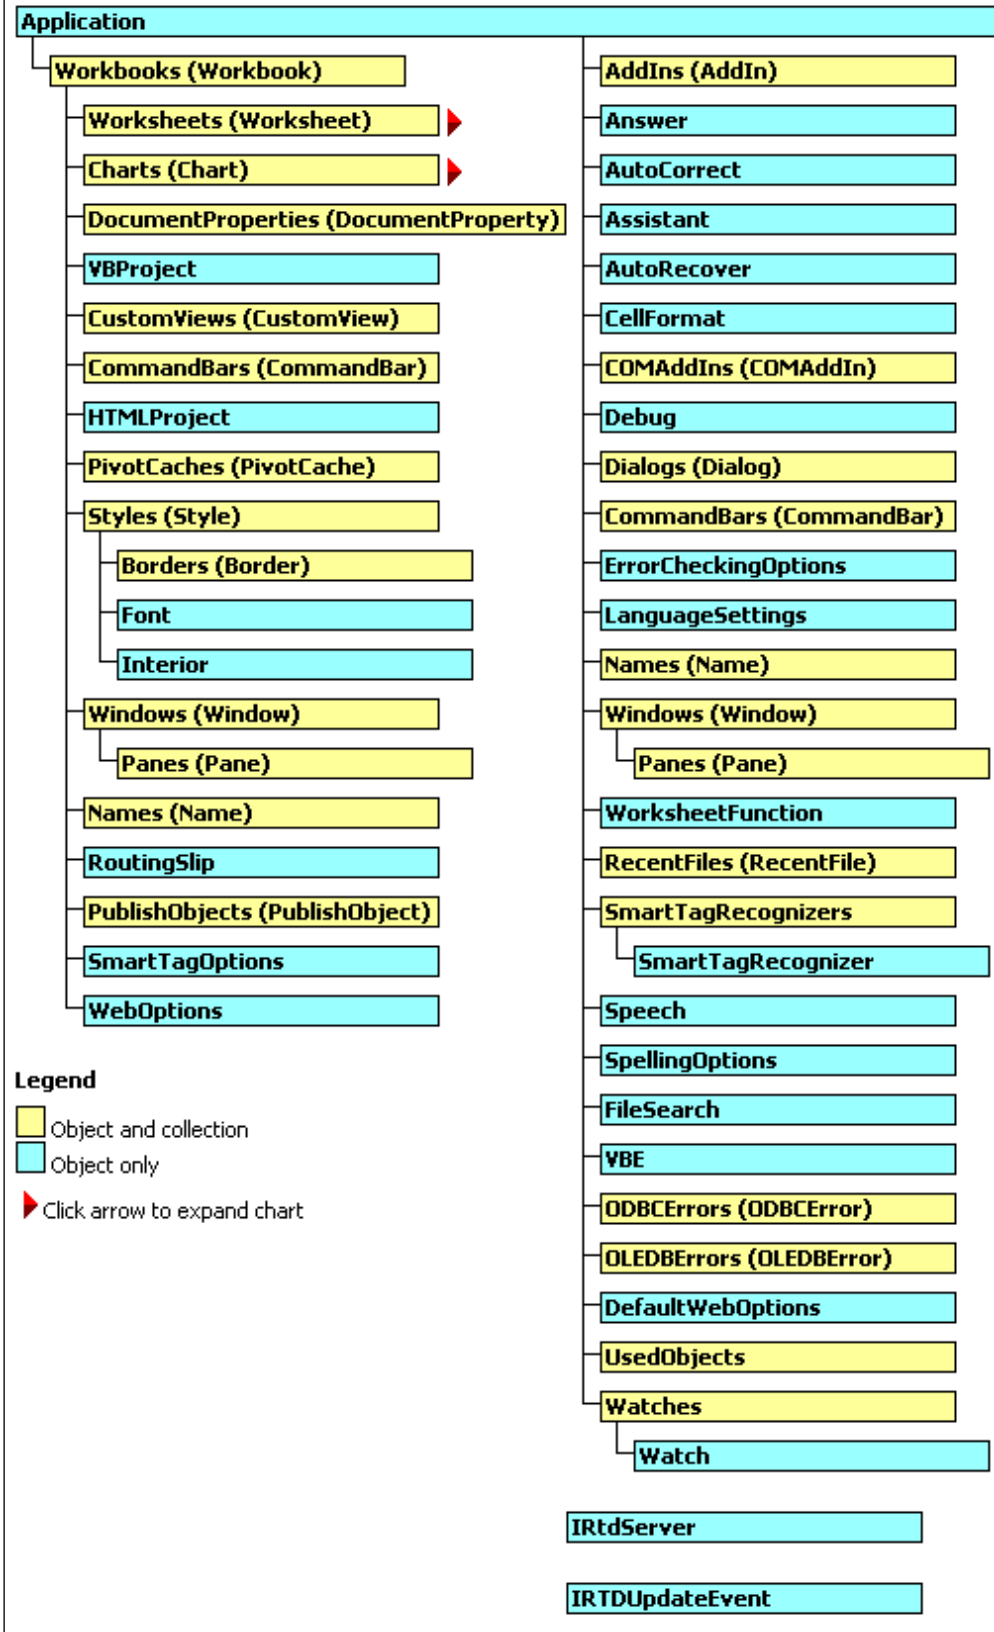 Application
Workbooks (Workbook)
Worksheets (Worksheet)
Charts (Chart)
DocumentProperties (DocumentProperty)
VBProject
CustomViews (CustomView)
CommandBars (CommandBar)
HTMLProject
PivotCaches (PivotCache)
Styles (Style)
Borders (Border)
Font
Interior
Windows (Window)
Panes (Pane)
Names (Name)
RoutingSlip
PublishObjects (PublishObject)
SmartTagOptions
WebOptions
Legend
Object and collection
Object only
Click arrow to expand chart
AddIns (AddIn)
Answer
AutoCorrect
Assistant
AutoRecover
CellFormat
COMAddIns (COMAddIn)
Debug
Dialogs (Dialog)
CommandBars (CommandBar)
ErrorCheckingOptions
LanguageSettings
Names (Name)
Windows (Window)
Panes (Pane)
WorksheetFunction
RecentFiles (RecentFile)
SmartTagRecognizers
SmartTagRecognizer
Speech
SpellingOptions
FileSearch
VBE
ODBCErrors (ODBCError)
OLEDBErrors (OLEDBError)
DefaultWebOptions
UsedObjects
Watches
Watch
IRtdServer
IRTDUpdateEvent